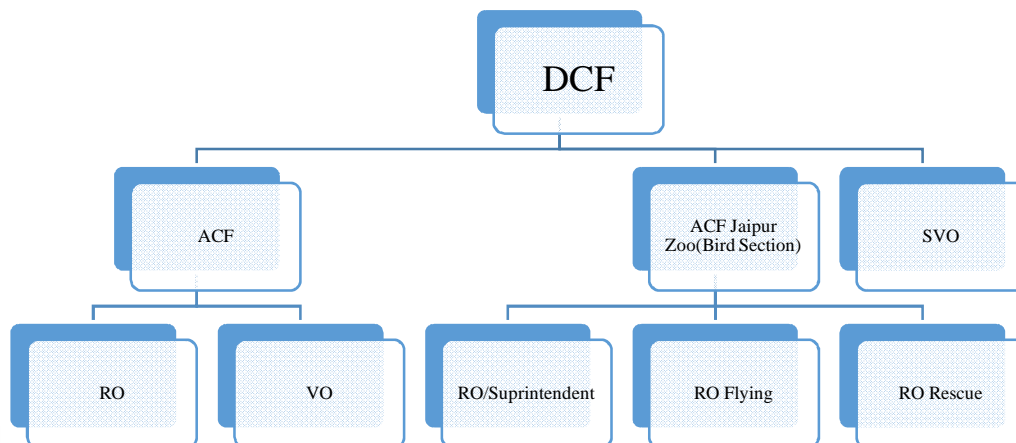 DCF
ACF
ACF Jaipur
Zoo(Bird Section)
SVO
RO
VO
RO/Suprintendent
RO Flying
RO Rescue